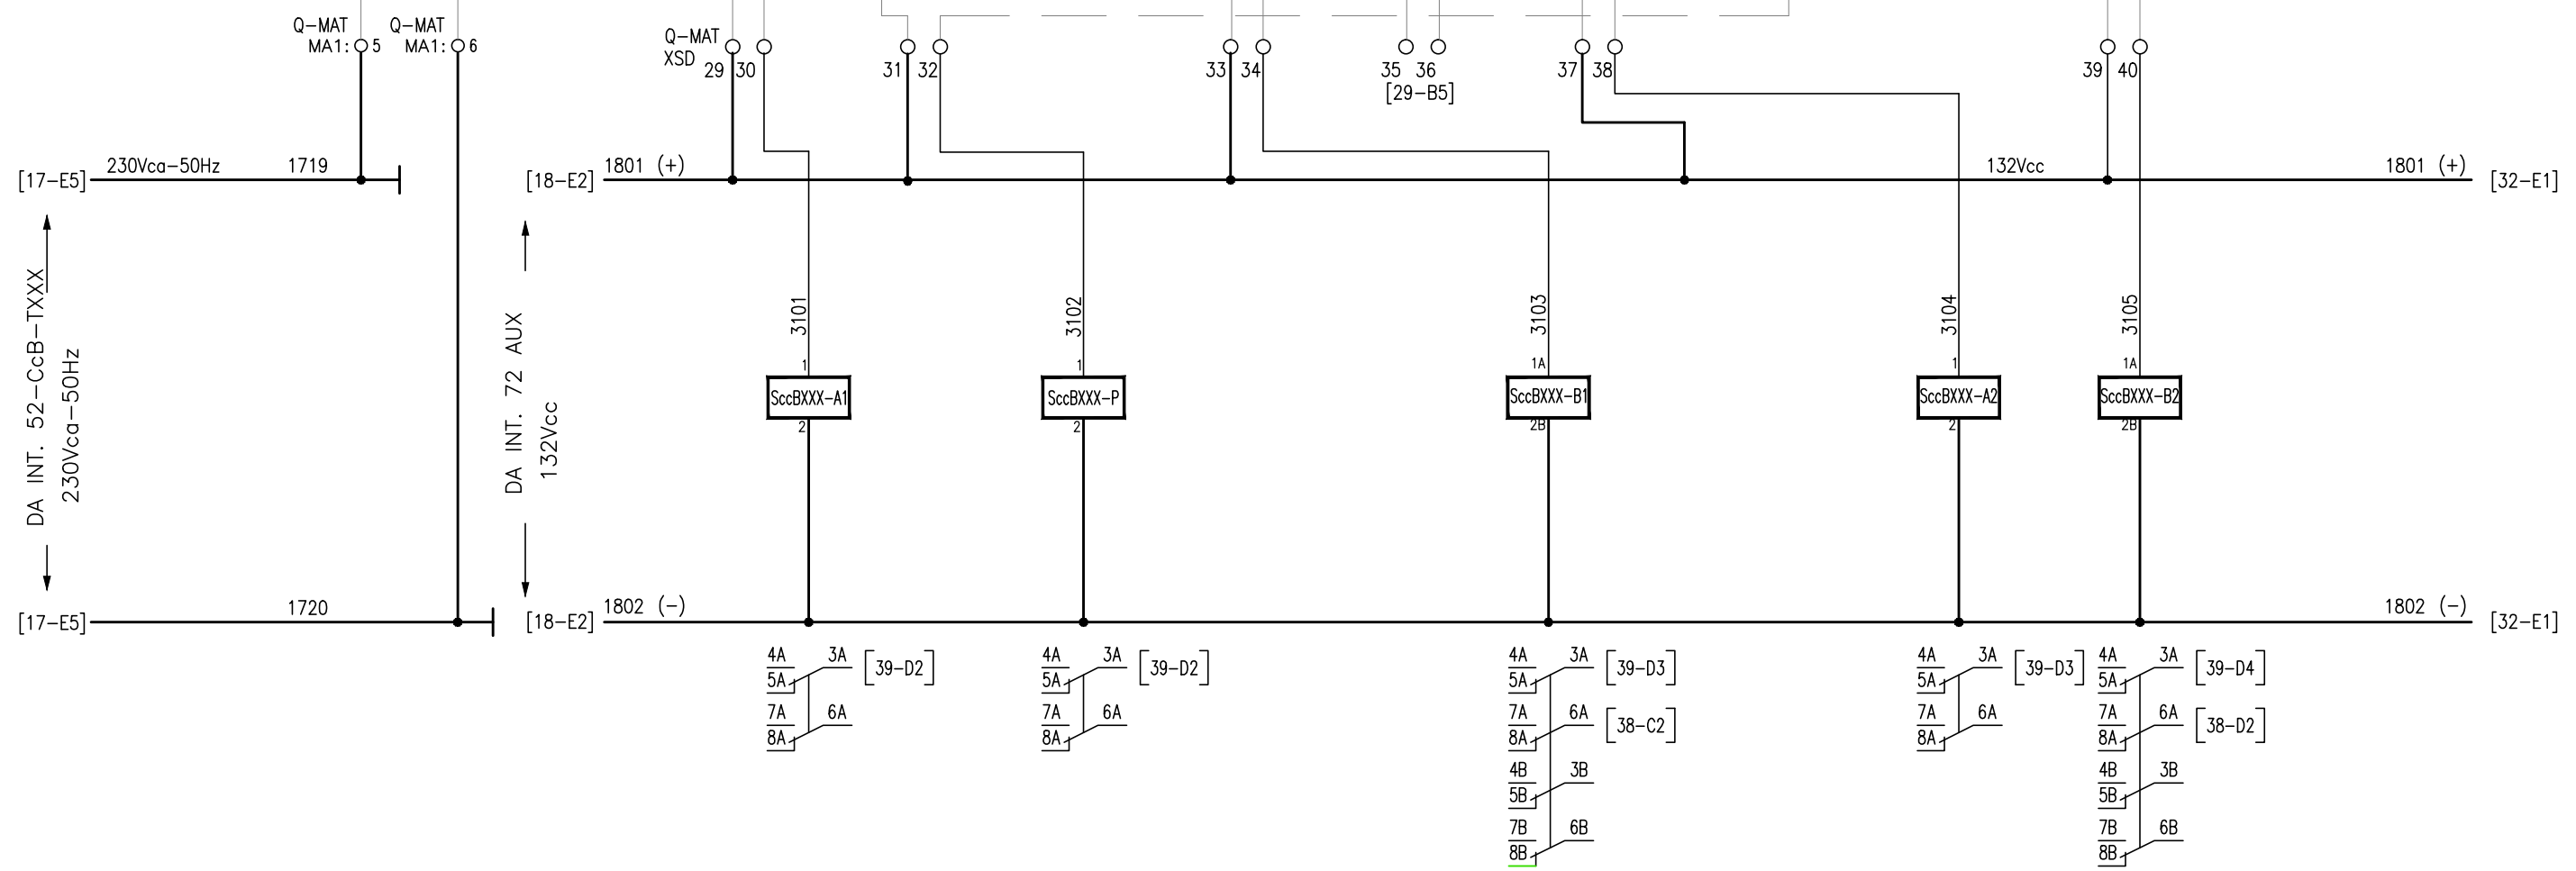 Q-MAT
MA1: 5
Q-MAT
MA1: 6
Q-MAT
XSD
29 30
31 32
33 34
35 36
[29-B5]
37 38
39 40
[17-E5] 230Vca-50Hz 1719
[18-E2] 1801 (+) 132Vcc 1801 (+) [32-E1]
DA INT. 52-CcB-TXXX
230Vca-50Hz
DA INT. 72 AUX
132Vcc
3101
3102
3103
3104
3105
1
SccBXXX-A1
2
1
SccBXXX-P
2
1A
SccBXXX-B1
2B
1
SccBXXX-A2
2
1A
SccBXXX-B2
2B
[17-E5] 1720
[18-E2] 1802 (-) 1802 (-) [32-E1]
4A 3A [39-D2]
5A
7A 6A
8A
4A 3A [39-D2]
5A
7A 6A
8A
4A 3A [39-D3]
5A
7A 6A [38-C2]
8A
4B 3B
5B
7B 6B
8B
4A 3A [39-D3]
5A
7A 6A
8A
4A 3A [39-D4]
5A
7A 6A [38-D2]
8A
4B 3B
5B
7B 6B
8B